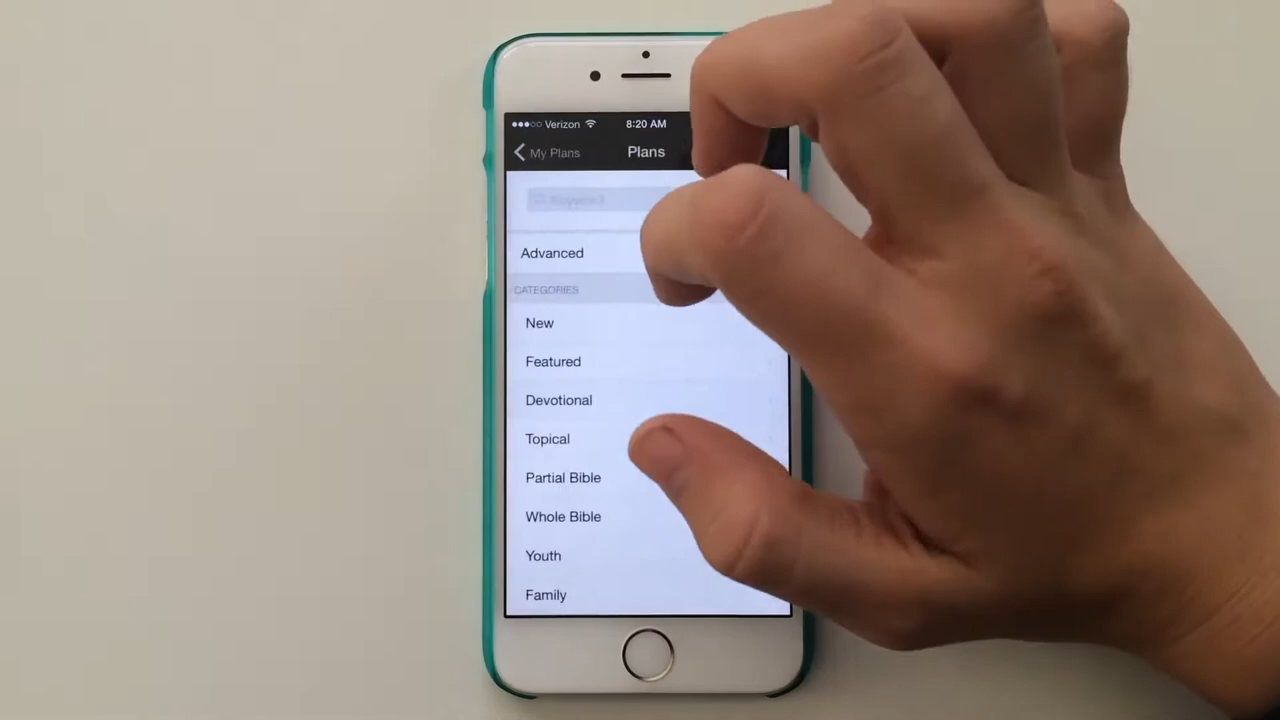 Verizon 8:20 AM
My Plans Plans
Advanced
CATEGORIES
New
Featured
Devotional
Topical
Partial Bible
Whole Bible
Youth
Family